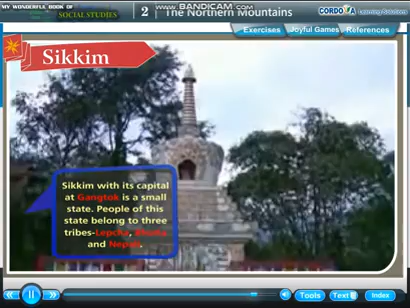 MY WONDERFUL BOOK OF
SOCIAL STUDIES
2 The Northern Mountains
WWW.BANDICAM.COM
CORDOVA
Learning Solutions
Exercises Joyful Games References
Sikkim
Sikkim with its capital
at Gangtok is a small
state. People of this
state belong to three
tribes-Lepcha, Bhutia
and Nepali.
Tools Text Index